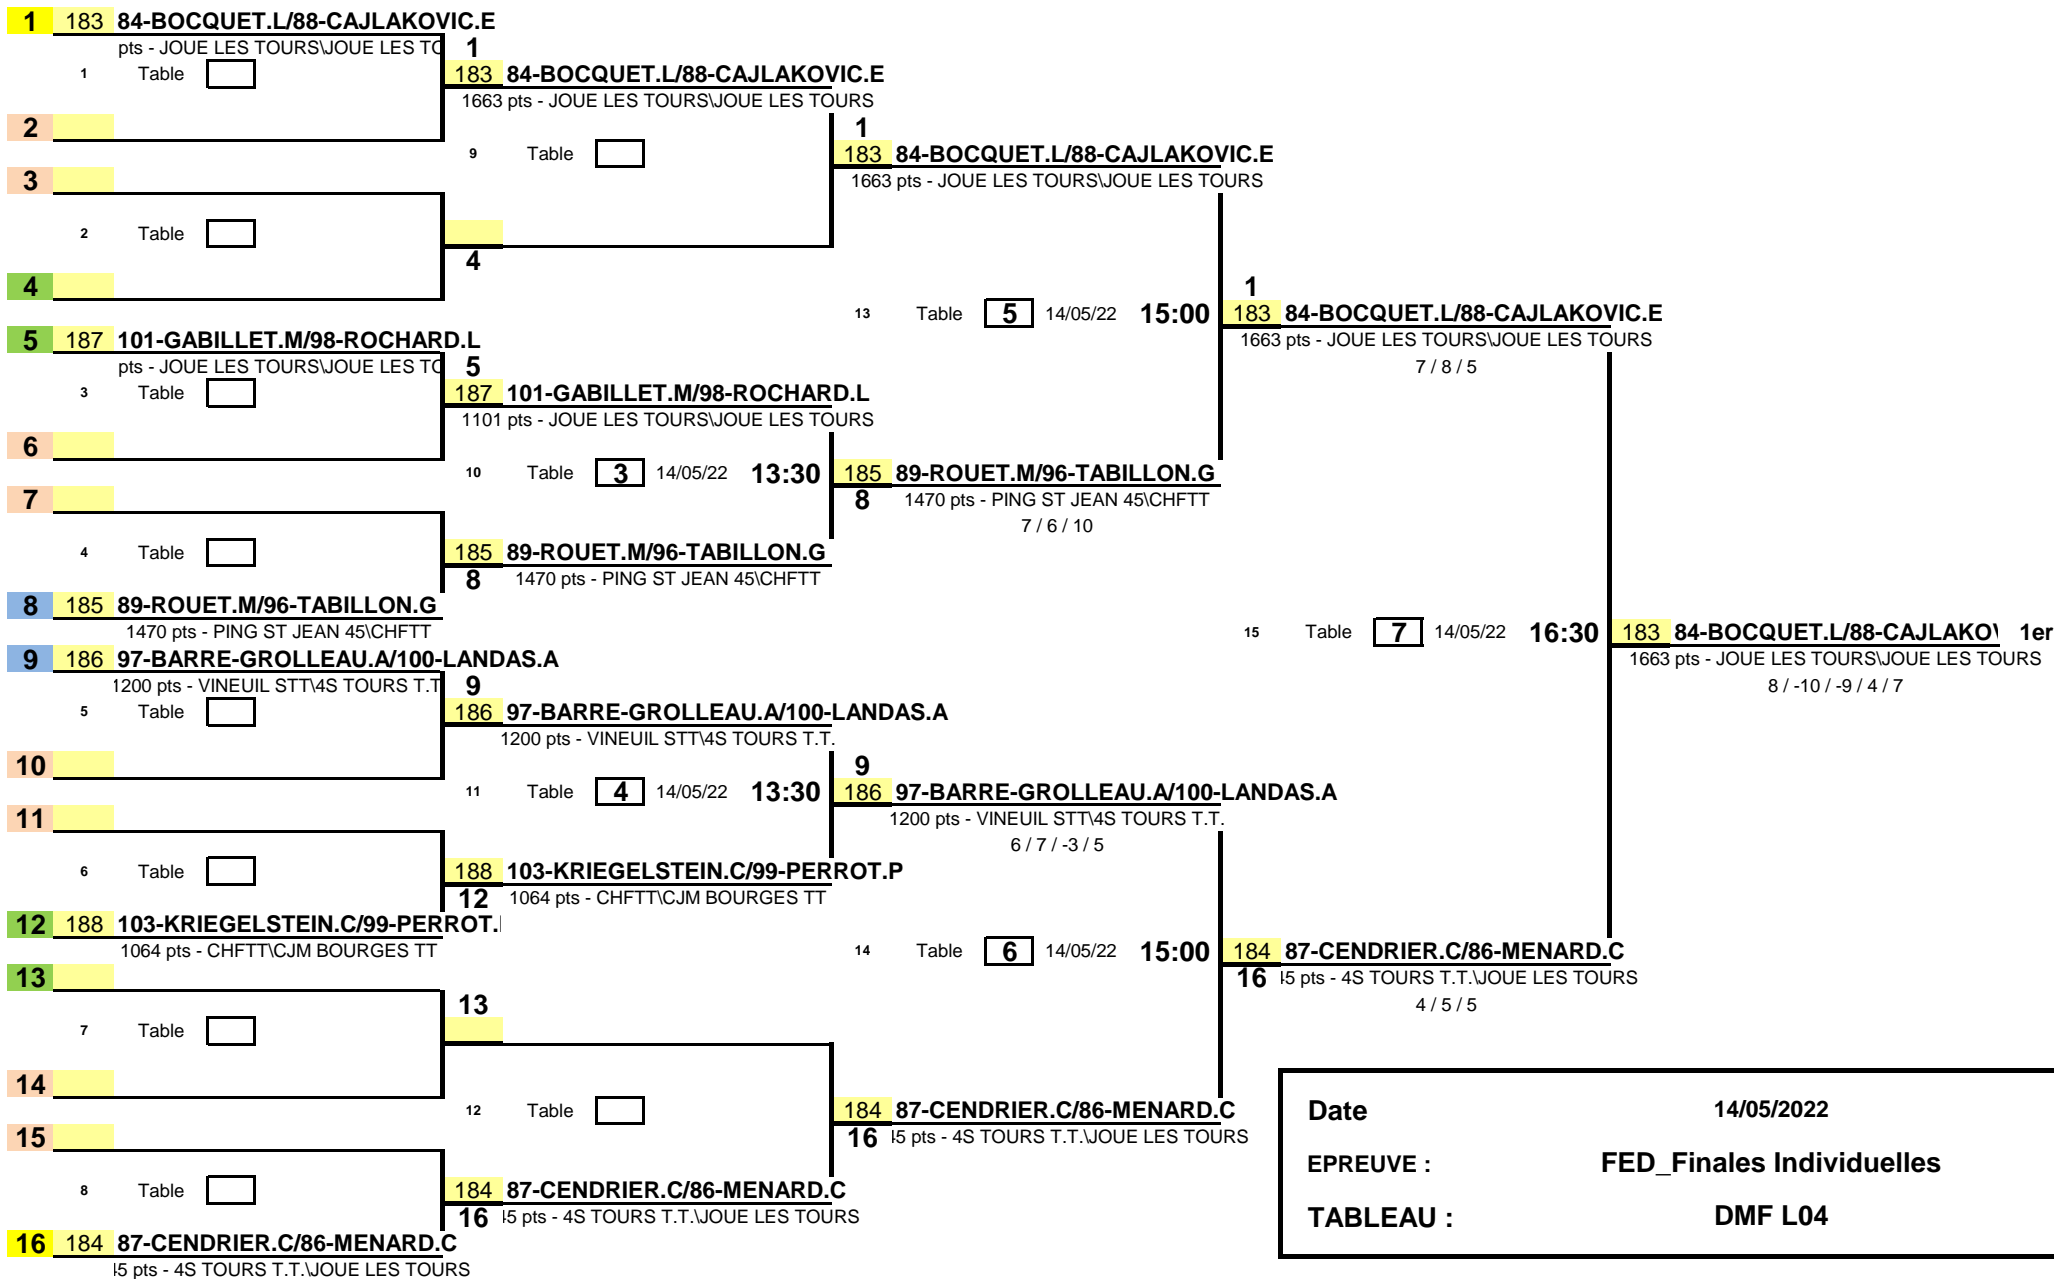 1 183 84-BOCQUET.L/88-CAJLAKOVIC.E
pts - JOUE LES TOURS\JOUE LES TO 1
1 Table 183 84-BOCQUET.L/88-CAJLAKOVIC.E
1663 pts - JOUE LES TOURS\JOUE LES TOURS
2 1
9 Table 183 84-BOCQUET.L/88-CAJLAKOVIC.E
3 1663 pts - JOUE LES TOURS\JOUE LES TOURS
2 Table
4
4 1
13 Table 5 14/05/22 15:00 183 84-BOCQUET.L/88-CAJLAKOVIC.E
5 187 101-GABILLET.M/98-ROCHARD.L 1663 pts - JOUE LES TOURS\JOUE LES TOURS
pts - JOUE LES TOURS\JOUE LES TO 5 7 / 8 / 5
3 Table 187 101-GABILLET.M/98-ROCHARD.L
1101 pts - JOUE LES TOURS\JOUE LES TOURS
6
10 Table 3 14/05/22 13:30 185 89-ROUET.M/96-TABILLON.G
7 8 1470 pts - PING ST JEAN 45\CHFTT
7 / 6 / 10
4 Table 185 89-ROUET.M/96-TABILLON.G
8 1470 pts - PING ST JEAN 45\CHFTT
8 185 89-ROUET.M/96-TABILLON.G
1470 pts - PING ST JEAN 45\CHFTT 15 Table 7 14/05/22 16:30 183 84-BOCQUET.L/88-CAJLAKO 1er
9 186 97-BARRE-GROLLEAU.A/100-LANDAS.A 1663 pts - JOUE LES TOURS\JOUE LES TOURS
1200 pts - VINEUIL STT\4S TOURS T.T 9 8 / -10 / -9 / 4 / 7
5 Table 186 97-BARRE-GROLLEAU.A/100-LANDAS.A
1200 pts - VINEUIL STT\4S TOURS T.T.
10 9
11 Table 4 14/05/22 13:30 186 97-BARRE-GROLLEAU.A/100-LANDAS.A
11 1200 pts - VINEUIL STT\4S TOURS T.T.
6 / 7 / -3 / 5
6 Table 188 103-KRIEGELSTEIN.C/99-PERROT.P
12 1064 pts - CHFTT\CJM BOURGES TT
12 188 103-KRIEGELSTEIN.C/99-PERROT.
1064 pts - CHFTT\CJM BOURGES TT 14 Table 6 14/05/22 15:00 184 87-CENDRIER.C/86-MENARD.C
13 16 45 pts - 4S TOURS T.T.\JOUE LES TOURS
13 4 / 5 / 5
7 Table
14
12 Table 184 87-CENDRIER.C/86-MENARD.C
15 16 45 pts - 4S TOURS T.T.\JOUE LES TOURS
8 Table 184 87-CENDRIER.C/86-MENARD.C
16 45 pts - 4S TOURS T.T.\JOUE LES TOURS
16 184 87-CENDRIER.C/86-MENARD.C
45 pts - 4S TOURS T.T.\JOUE LES TOURS
Date 14/05/2022
EPREUVE : FED_Finales Individuelles
TABLEAU : DMF L04